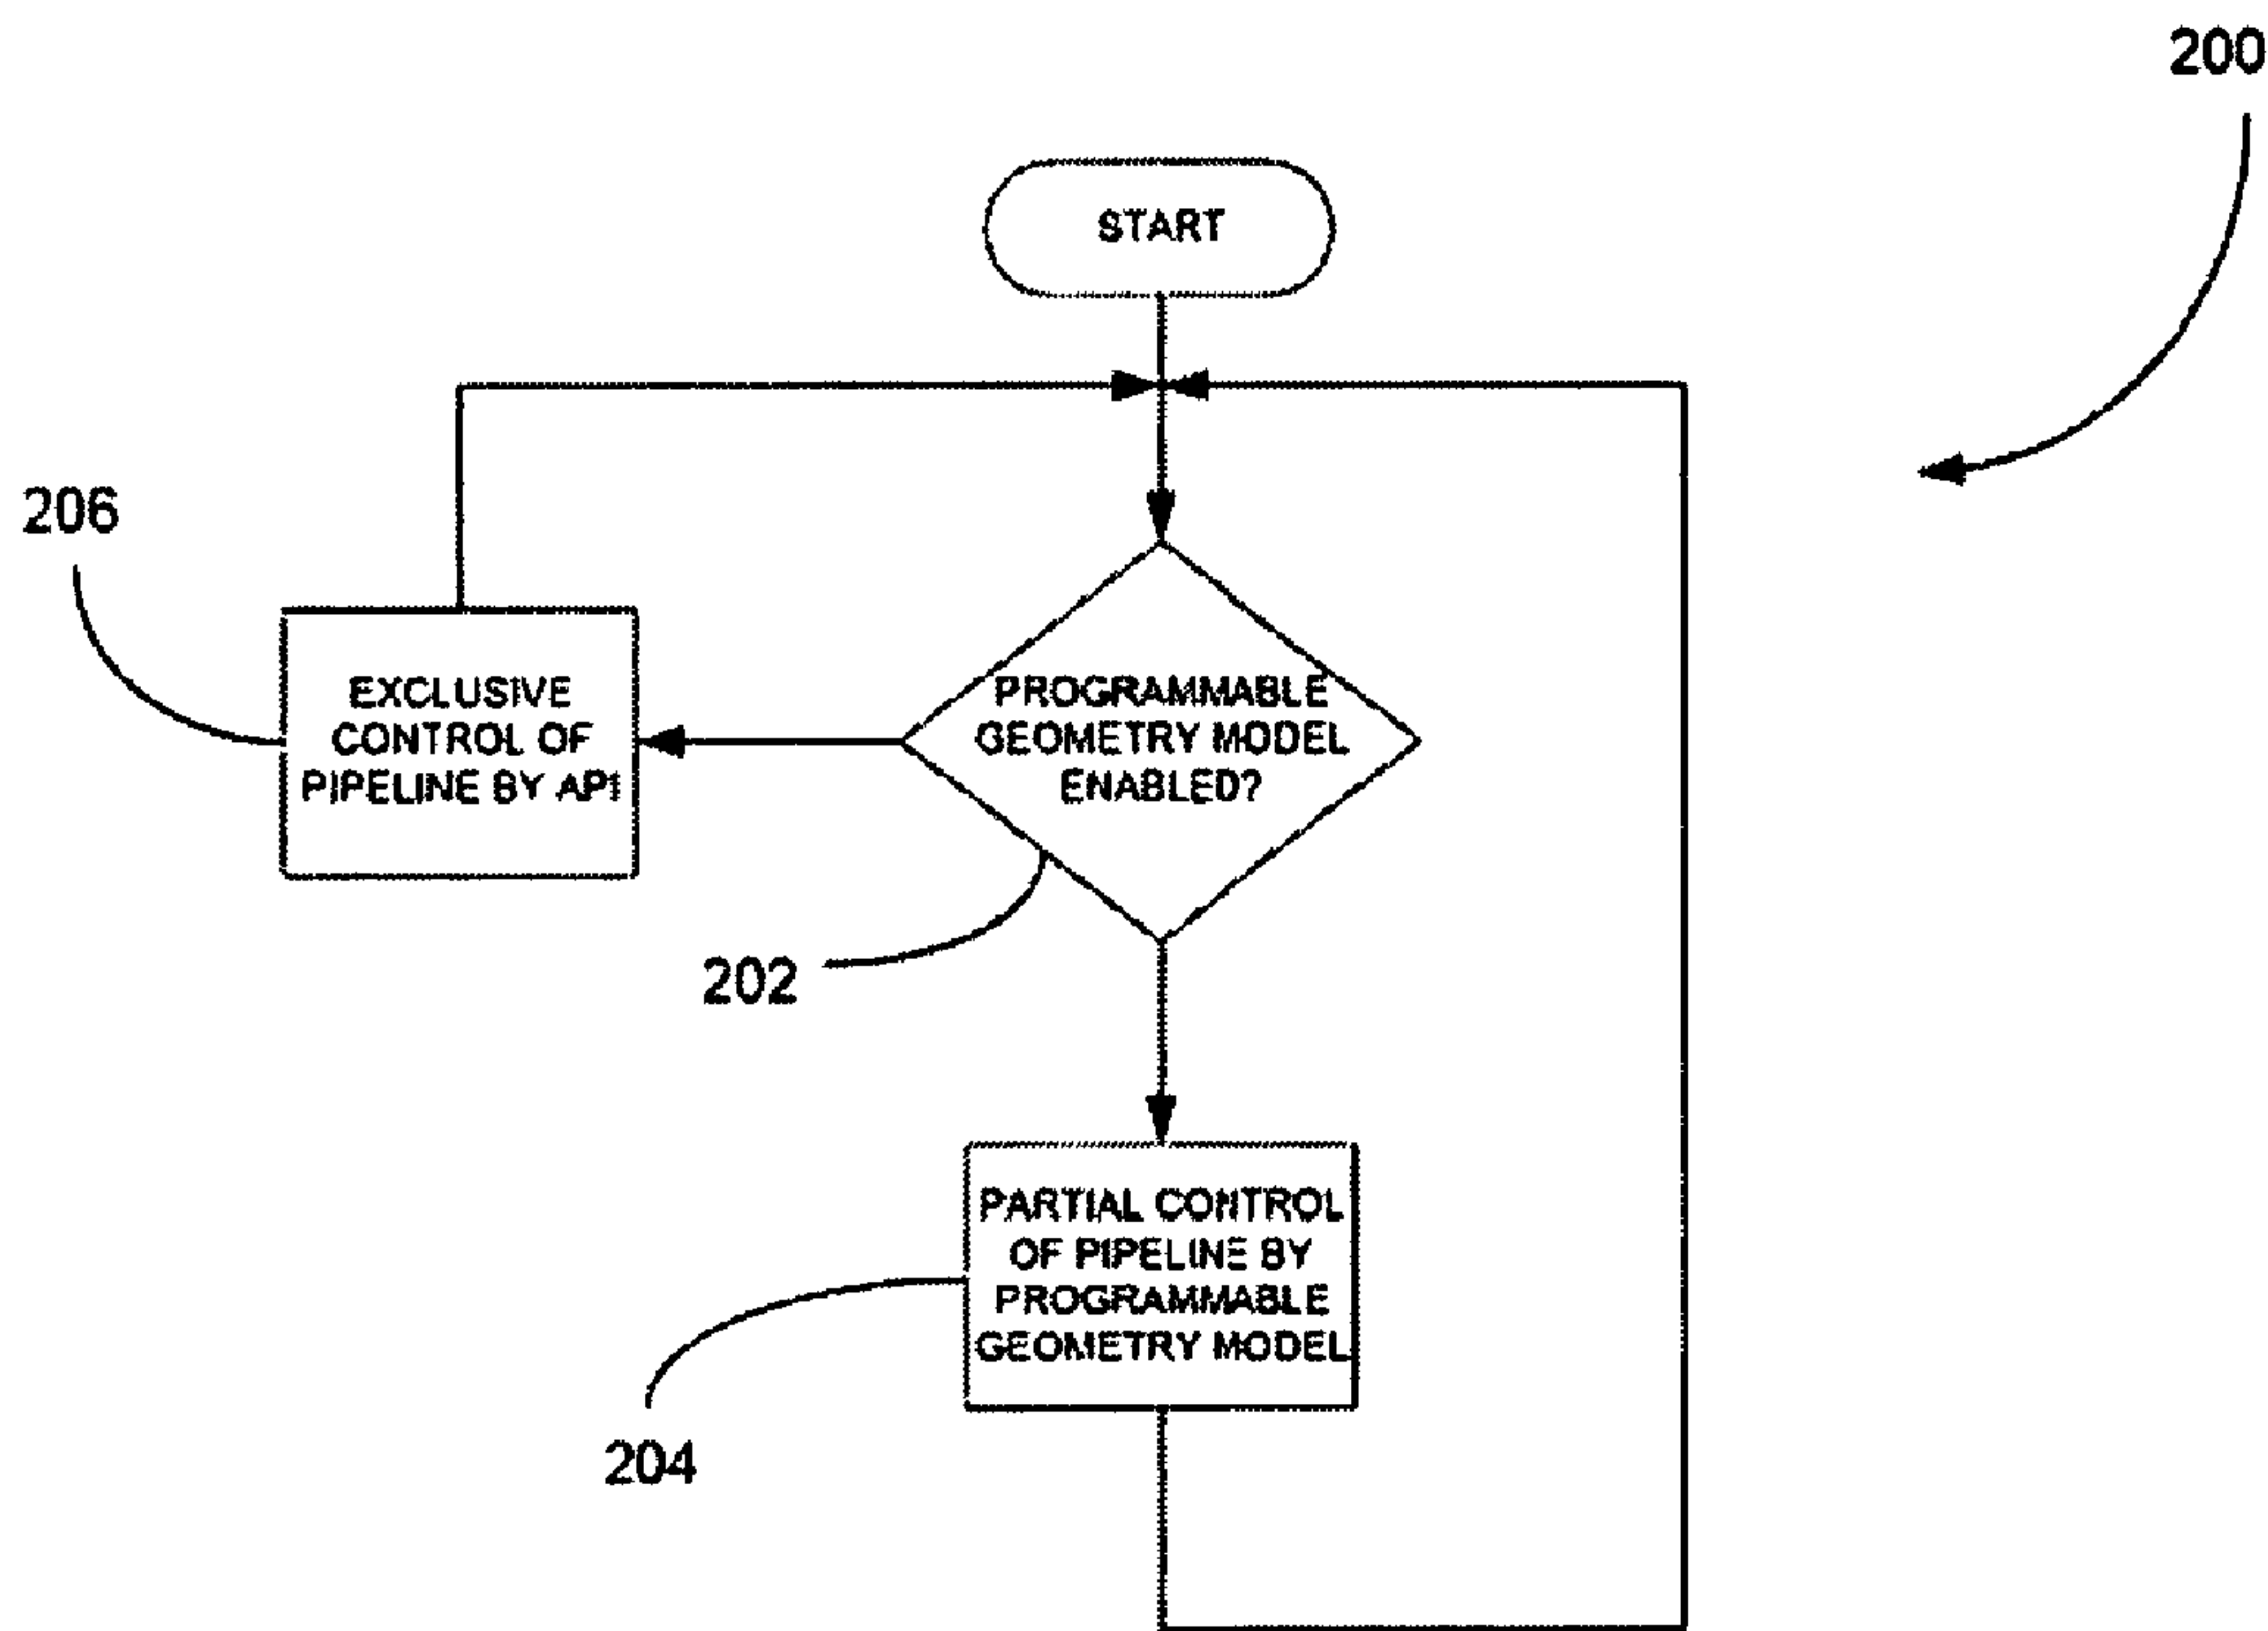 200
START
206
EXCLUSIVE
CONTROL OF
PIPELINE BY API
PROGRAMMABLE
GEOMETRY MODEL
ENABLED?
202
PARTIAL CONTROL
OF PIPELINE BY
PROGRAMMABLE
GEOMETRY MODEL
204